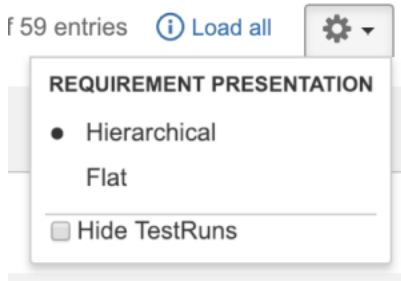 f 59 entries Load all
REQUIREMENT PRESENTATION
Hierarchical
Flat
Hide TestRuns